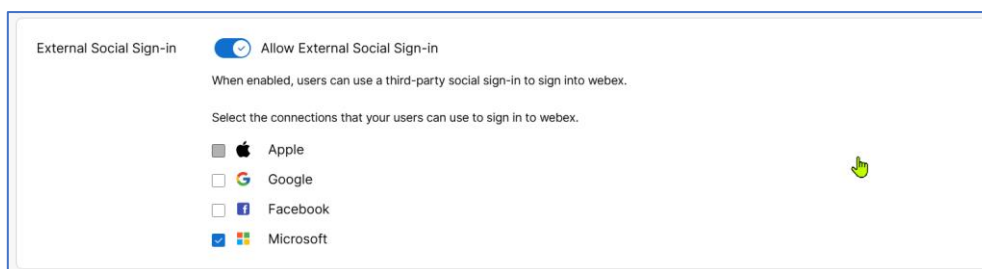 External Social Sign-in Allow External Social Sign-in
When enabled, users can use a third-party social sign-in to sign into webex.
Select the connections that your users can use to sign in to webex.
Apple
Google
Facebook
Microsoft